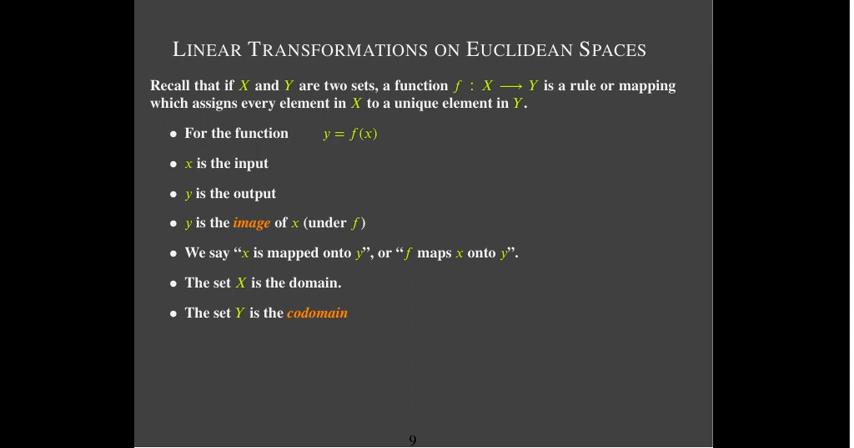 LINEAR TRANSFORMATIONS ON EUCLIDEAN SPACES
Recall that if X and Y are two sets, a function f : X ⟶ Y is a rule or mapping
which assigns every element in X to a unique element in Y.
• For the function y = f(x)
• x is the input
• y is the output
• y is the image of x (under f)
• We say “x is mapped onto y”, or “f maps x onto y”.
• The set X is the domain.
• The set Y is the codomain
9